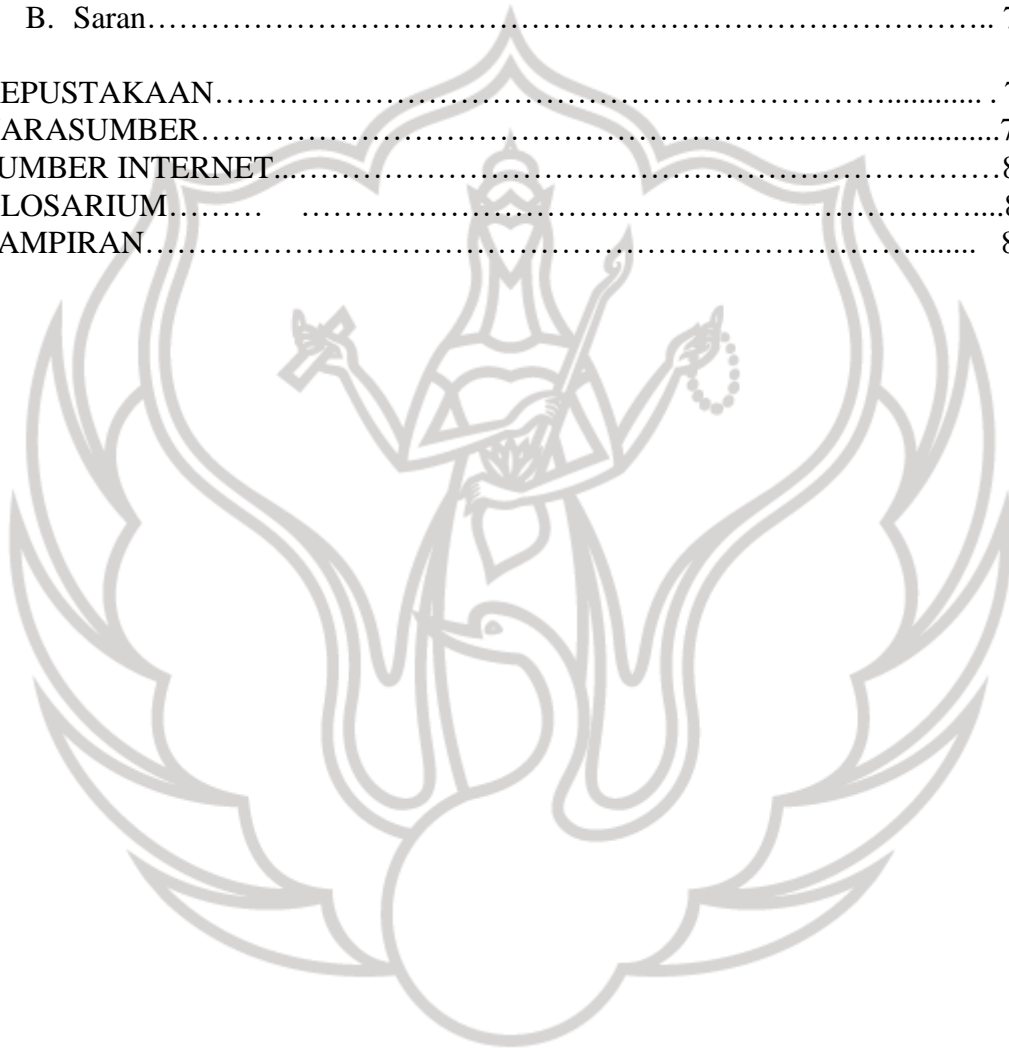 B. Saran…………………………………………………………………….. 7
EPUSTAKAAN………………………………………………………............ . 7
ARASUMBER…………………………………………………………............7
UMBER INTERNET...…………………………………………………………8
LOSARIUM……… ………………………………………………………....8
AMPIRAN………………………………………………………………........ 8